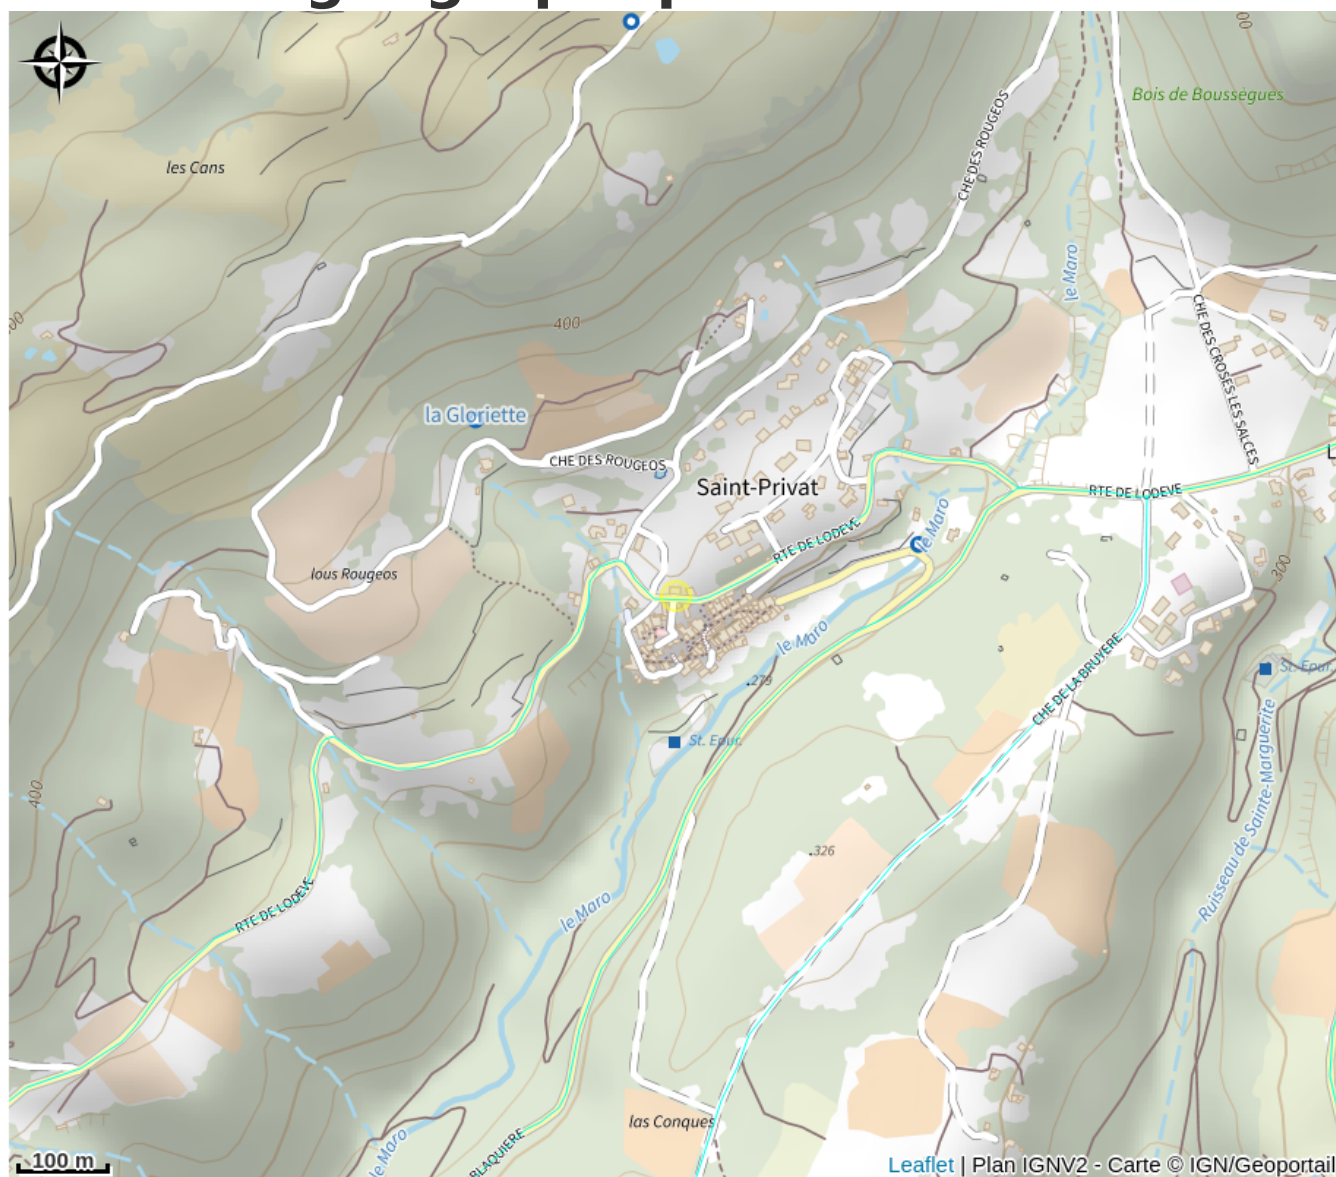 Bois de Bousségues
CHE DES ROUGEOS
les Cans
le Maro
400
la Gloriette
CHE DES CROSES LES SALCES
CHE DES ROUGEOS
Saint-Privat
RTE DE LODEVE
RTE DE LODEVE
le Maro
lous Rougeos
300
le Maro
CHE DE LA BRUYERE
St. Epur.
.279
St. Epur.
400
Ruisseau de Sainte-Marguerite
.326
RTE DE LODEVE
le Maro
las Conques
le Maro
BLAQUIERE
100 m
Leaflet | Plan IGNV2 - Carte © IGN/Geoportail